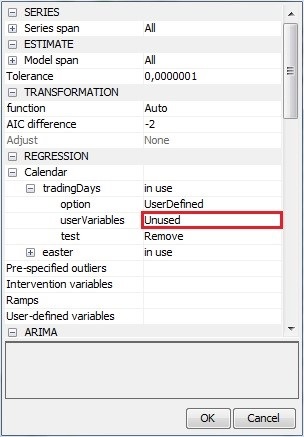 SERIES
Series span All
ESTIMATE
Model span All
Tolerance 0,0000001
TRANSFORMATION
function Auto
AIC difference -2
Adjust None
REGRESSION
Calendar
tradingDays in use
option UserDefined
userVariables Unused
test Remove
easter in use
Pre-specified outliers
Intervention variables
Ramps
User-defined variables
ARIMA
OK Cancel